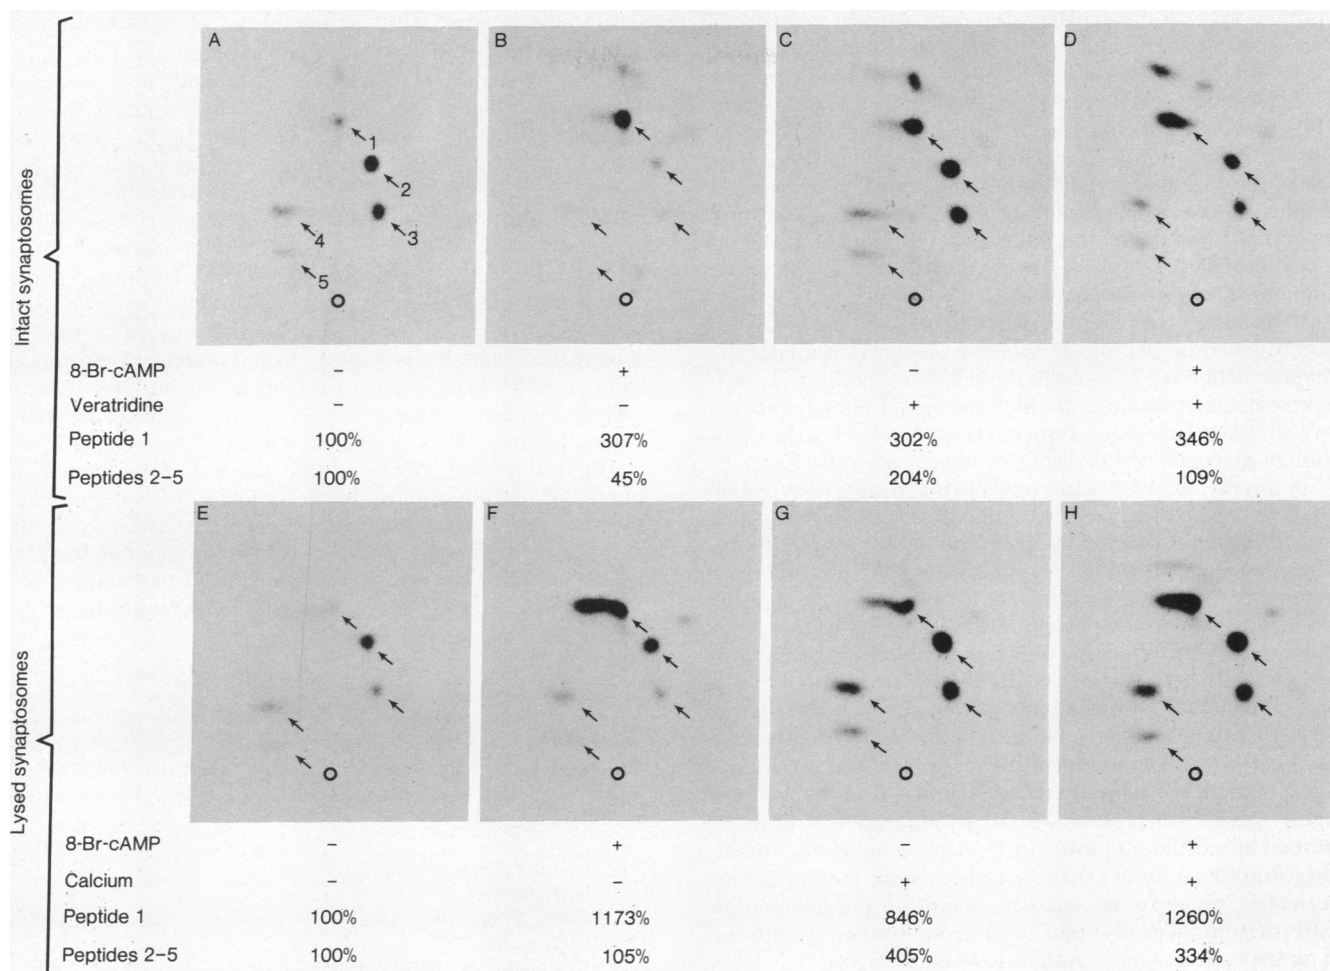 A B C D
1
2
3
4
5
Intact synaptosomes
8-Br-cAMP − + − +
Veratridine − − + +
Peptide 1 100% 307% 302% 346%
Peptides 2–5 100% 45% 204% 109%
E F G H
Lysed synaptosomes
8-Br-cAMP − + − +
Calcium − − + +
Peptide 1 100% 1173% 846% 1260%
Peptides 2–5 100% 105% 405% 334%